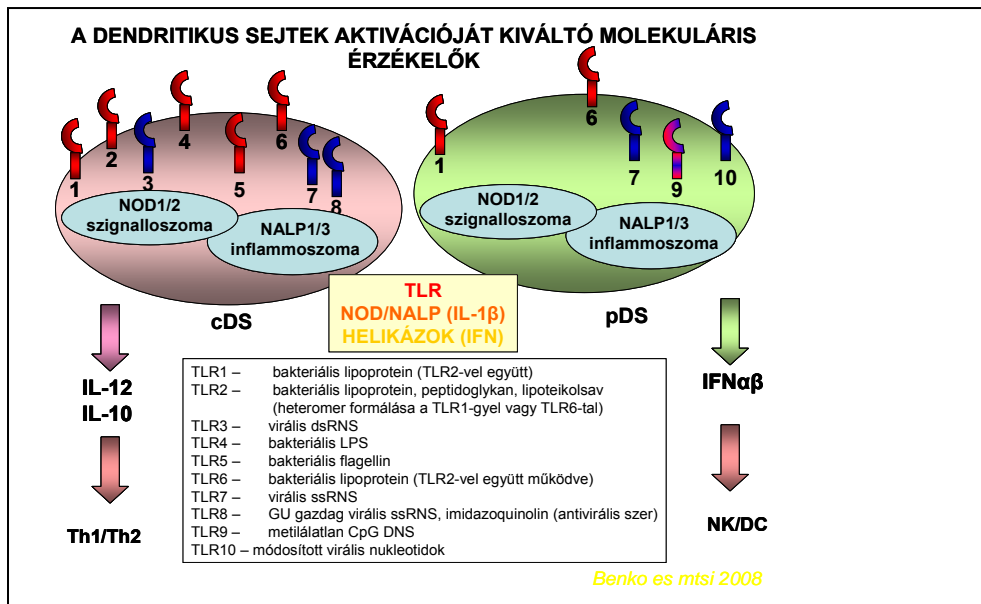 A DENDRITIKUS SEJTEK AKTIVÁCIÓJÁT KIVÁLTÓ MOLEKULÁRIS
ÉRZÉKELŐK
1
2
3
4
5
6
7
8
NOD1/2
szignalloszoma
NALP1/3
inflammoszoma
cDS
1
6
7
9
10
NOD1/2
szignalloszoma
NALP1/3
inflammoszoma
pDS
TLR
NOD/NALP (IL-1β)
HELIKÁZOK (IFN)
IL-12
IL-10
Th1/Th2
TLR1 – bakteriális lipoprotein (TLR2-vel együtt)
TLR2 – bakteriális lipoprotein, peptidoglykan, lipoteikolsav
(heteromer formálása a TLR1-gyel vagy TLR6-tal)
TLR3 – virális dsRNS
TLR4 – bakteriális LPS
TLR5 – bakteriális flagellin
TLR6 – bakteriális lipoprotein (TLR2-vel együtt működve)
TLR7 – virális ssRNS
TLR8 – GU gazdag virális ssRNS, imidazoquinolin (antivirális szer)
TLR9 – metilálatlan CpG DNS
TLR10 – módosított virális nukleotidok
IFNαβ
NK/DC
Benko es mtsi 2008